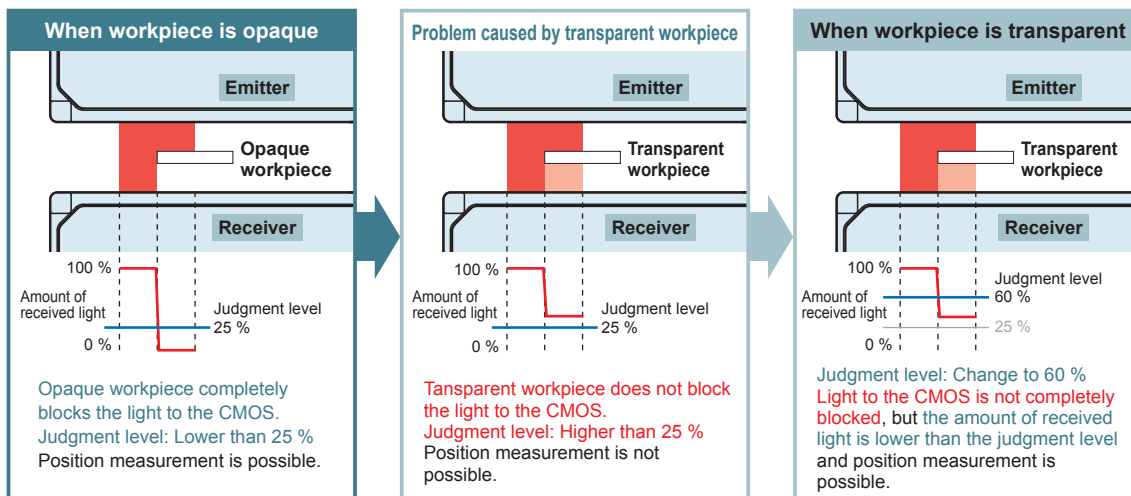 When workpiece is opaque
Emitter
Opaque
workpiece
Receiver
100 %
Amount of
received light
0 %
Judgment level
25 %
Opaque workpiece completely
blocks the light to the CMOS.
Judgment level: Lower than 25 %
Position measurement is possible.
Problem caused by transparent workpiece
Emitter
Transparent
workpiece
Receiver
100 %
Amount of
received light
0 %
Judgment level
25 %
Tansparent workpiece does not block
the light to the CMOS.
Judgment level: Higher than 25 %
Position measurement is not
possible.
When workpiece is transparent
Emitter
Transparent
workpiece
Receiver
100 %
Amount of
received light
0 %
Judgment level
60 %
25 %
Judgment level: Change to 60 %
Light to the CMOS is not completely
blocked, but the amount of received
light is lower than the judgment level
and position measurement is
possible.